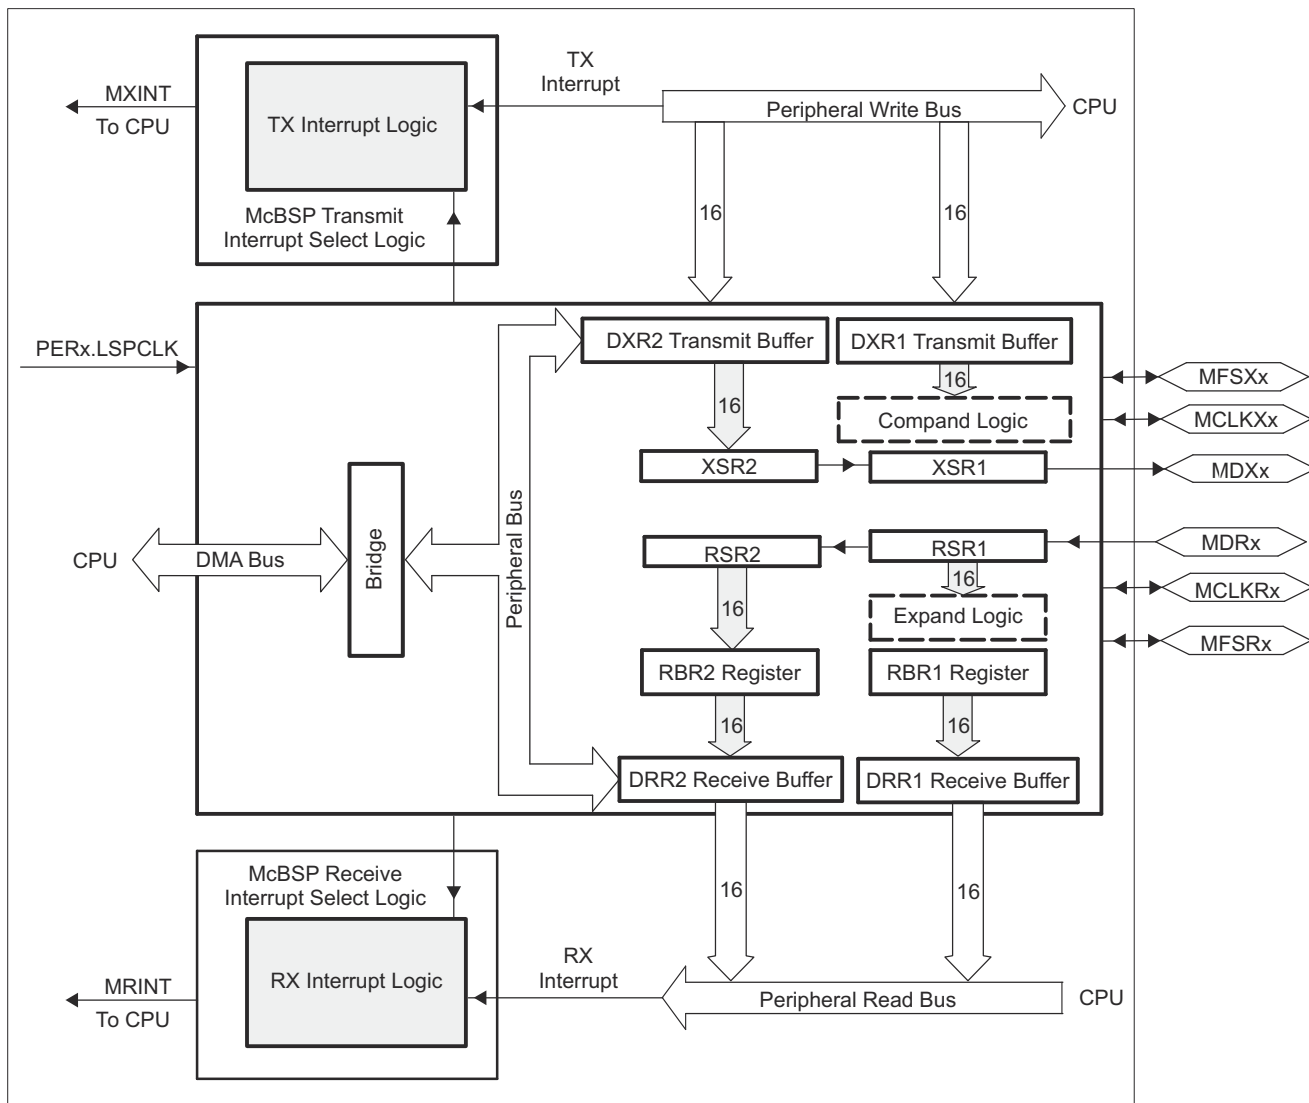 TX
Interrupt
MXINT
To CPU
TX Interrupt Logic
Peripheral Write Bus
CPU
McBSP Transmit
Interrupt Select Logic
16
16
PERx.LSPCLK
DXR2 Transmit Buffer
DXR1 Transmit Buffer
MFSXx
16
16
Compand Logic
MCLKXx
XSR2
XSR1
MDXx
Peripheral Bus
CPU
DMA Bus
Bridge
RSR2
RSR1
MDRx
16
16
MCLKRx
Expand Logic
MFSRx
RBR2 Register
RBR1 Register
16
16
DRR2 Receive Buffer
DRR1 Receive Buffer
McBSP Receive
Interrupt Select Logic
16
16
RX Interrupt Logic
RX
Interrupt
MRINT
To CPU
Peripheral Read Bus
CPU